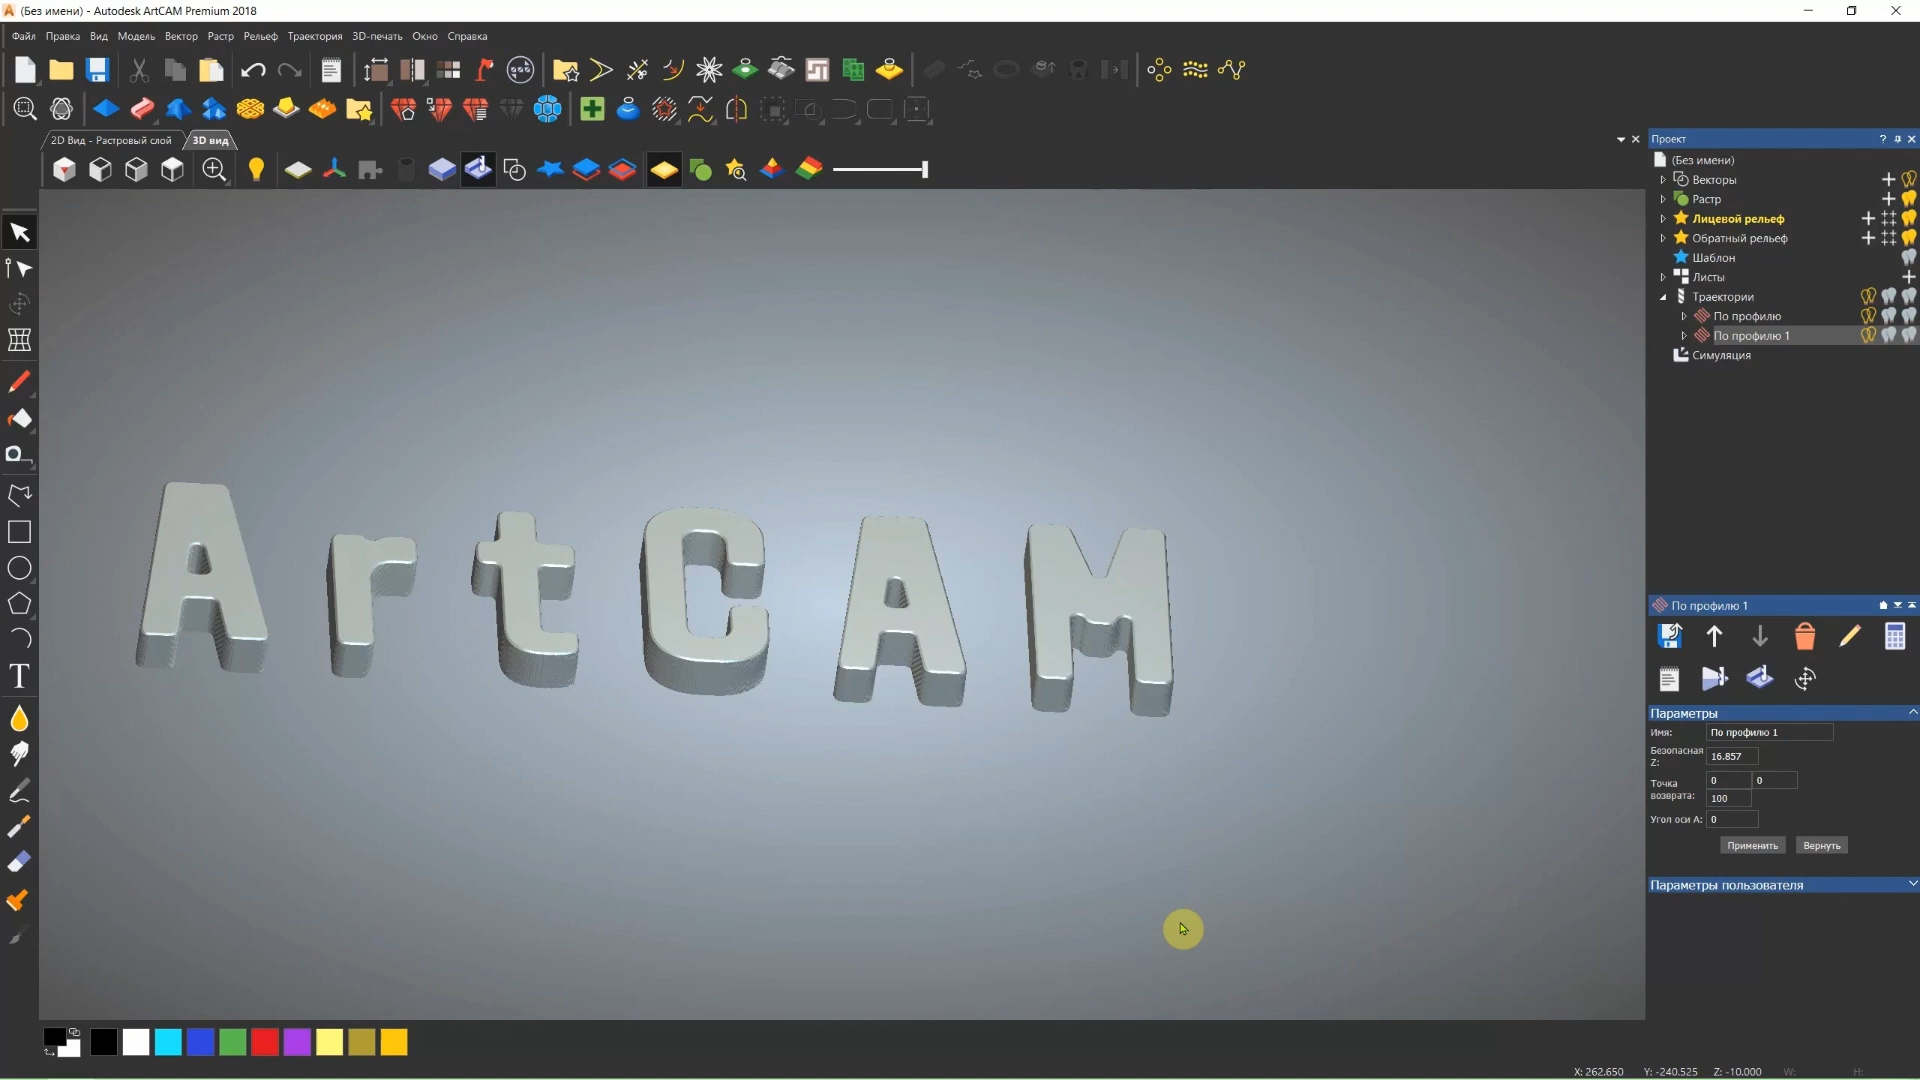 (Без имени) - Autodesk ArtCAM Premium 2018
Файл Правка Вид Модель Вектор Растр Рельеф Траектория 3D-печать Окно Справка
2D Вид - Растровый слой 3D вид
Проект
(Без имени)
Векторы
Растр
Лицевой рельеф
Обратный рельеф
Шаблон
Листы
Траектории
По профилю
По профилю 1
Симуляция
ArtCAM
По профилю 1
Параметры
Имя: По профилю 1
Безопасная Z: 16.857
Точка возврата: 0 0
100
Угол оси A: 0
Применить Вернуть
Параметры пользователя
X: 262.650 Y: -240.525 Z: -10.000 W: H: